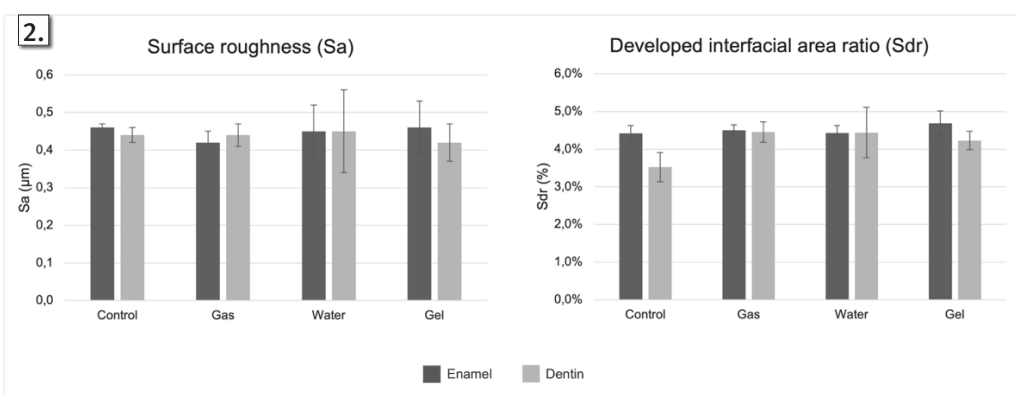 2.
Surface roughness (Sa)
0,6
0,5
0,4
0,3
0,2
0,1
0,0
Sa (μm)
Control Gas Water Gel
Developed interfacial area ratio (Sdr)
6,0%
5,0%
4,0%
3,0%
2,0%
1,0%
0,0%
Sdr (%)
Control Gas Water Gel
Enamel Dentin